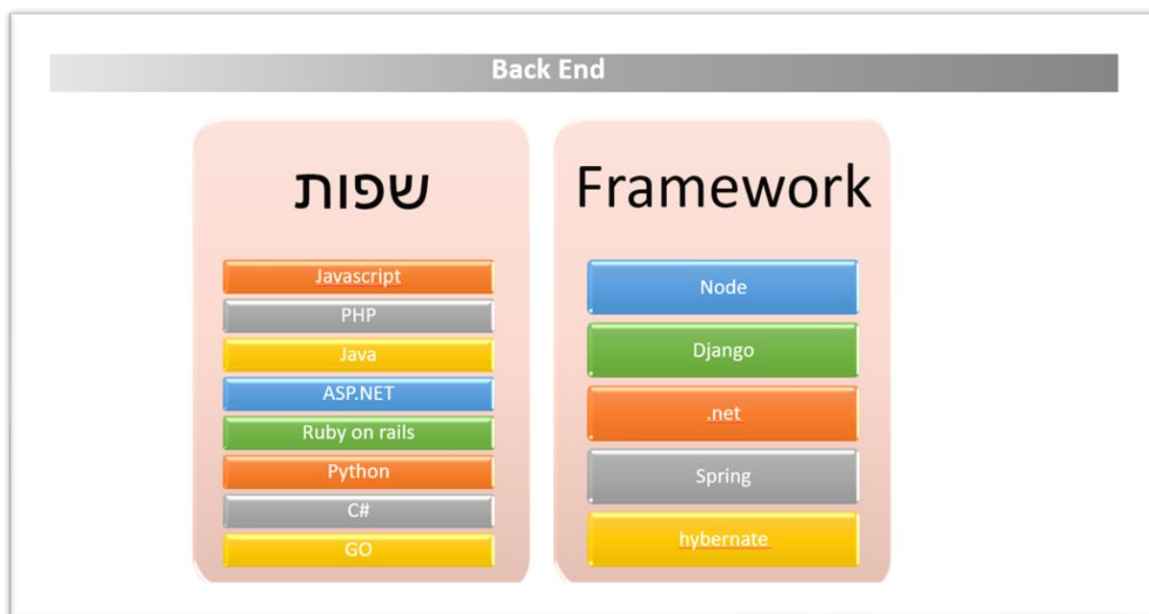 Back End
שפות
Javascript
PHP
Java
ASP.NET
Ruby on rails
Python
C#
GO
Framework
Node
Django
.net
Spring
hybernate